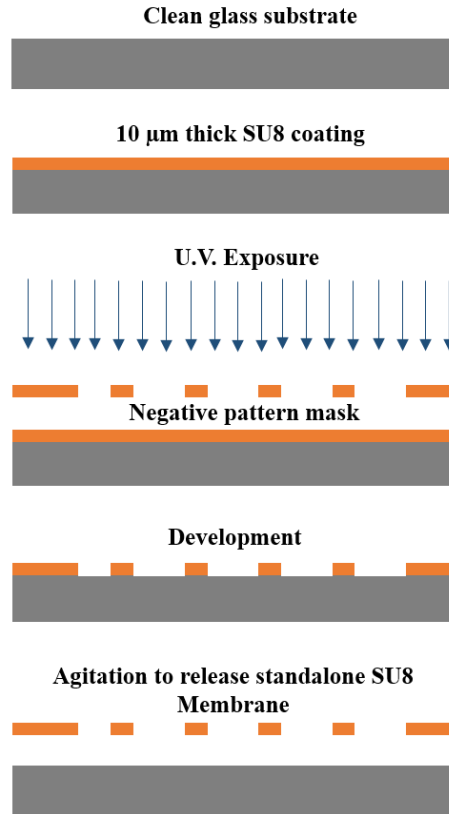 Clean glass substrate
10 μm thick SU8 coating
U.V. Exposure
Negative pattern mask
Development
Agitation to release standalone SU8
Membrane